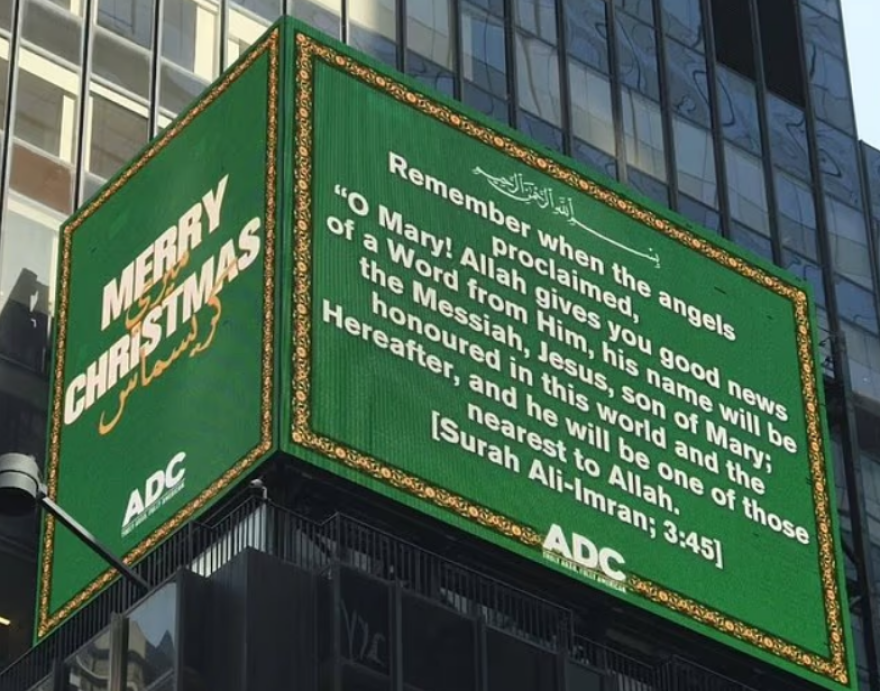 MERRY
ميري
CHRISTMAS
كريسماس
ADC
بسم الله الرحمن الرحيم
Remember when the angels
proclaimed,
“O Mary! Allah gives you good news
of a Word from Him, his name will be
the Messiah, Jesus, son of Mary;
honoured in this world and the
Hereafter, and he will be one of those
nearest to Allah.
[Surah Ali-Imran; 3:45]
ADC